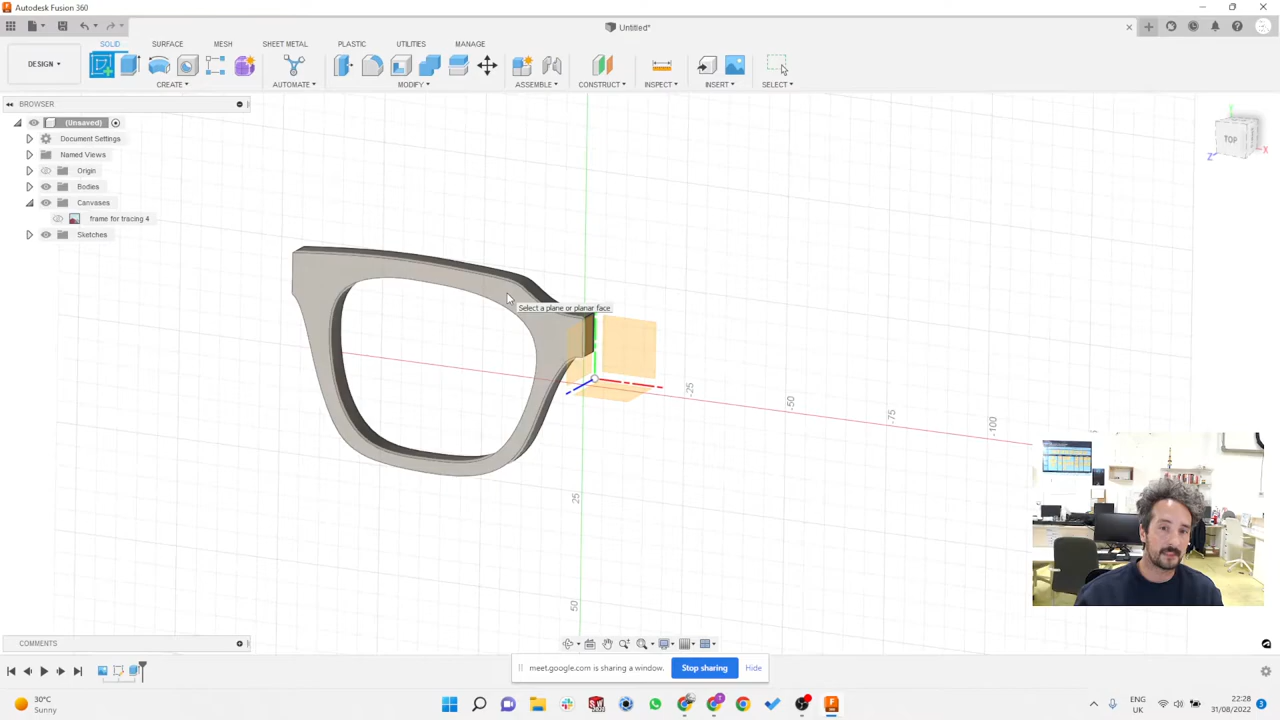 Autodesk Fusion 360
Untitled*
DESIGN
SOLID
SURFACE
MESH
SHEET METAL
PLASTIC
UTILITIES
MANAGE
CREATE
AUTOMATE
MODIFY
ASSEMBLE
CONSTRUCT
INSPECT
INSERT
SELECT
BROWSER
(Unsaved)
Document Settings
Named Views
Origin
Bodies
Canvases
frame for tracing 4
Sketches
TOP
X
Y
Z
Select a plane or planar face
-25
-50
-75
-100
25
50
COMMENTS
meet.google.com is sharing a window.
Stop sharing
Hide
30°C
Sunny
ENG
UK
22:28
31/08/2022
3